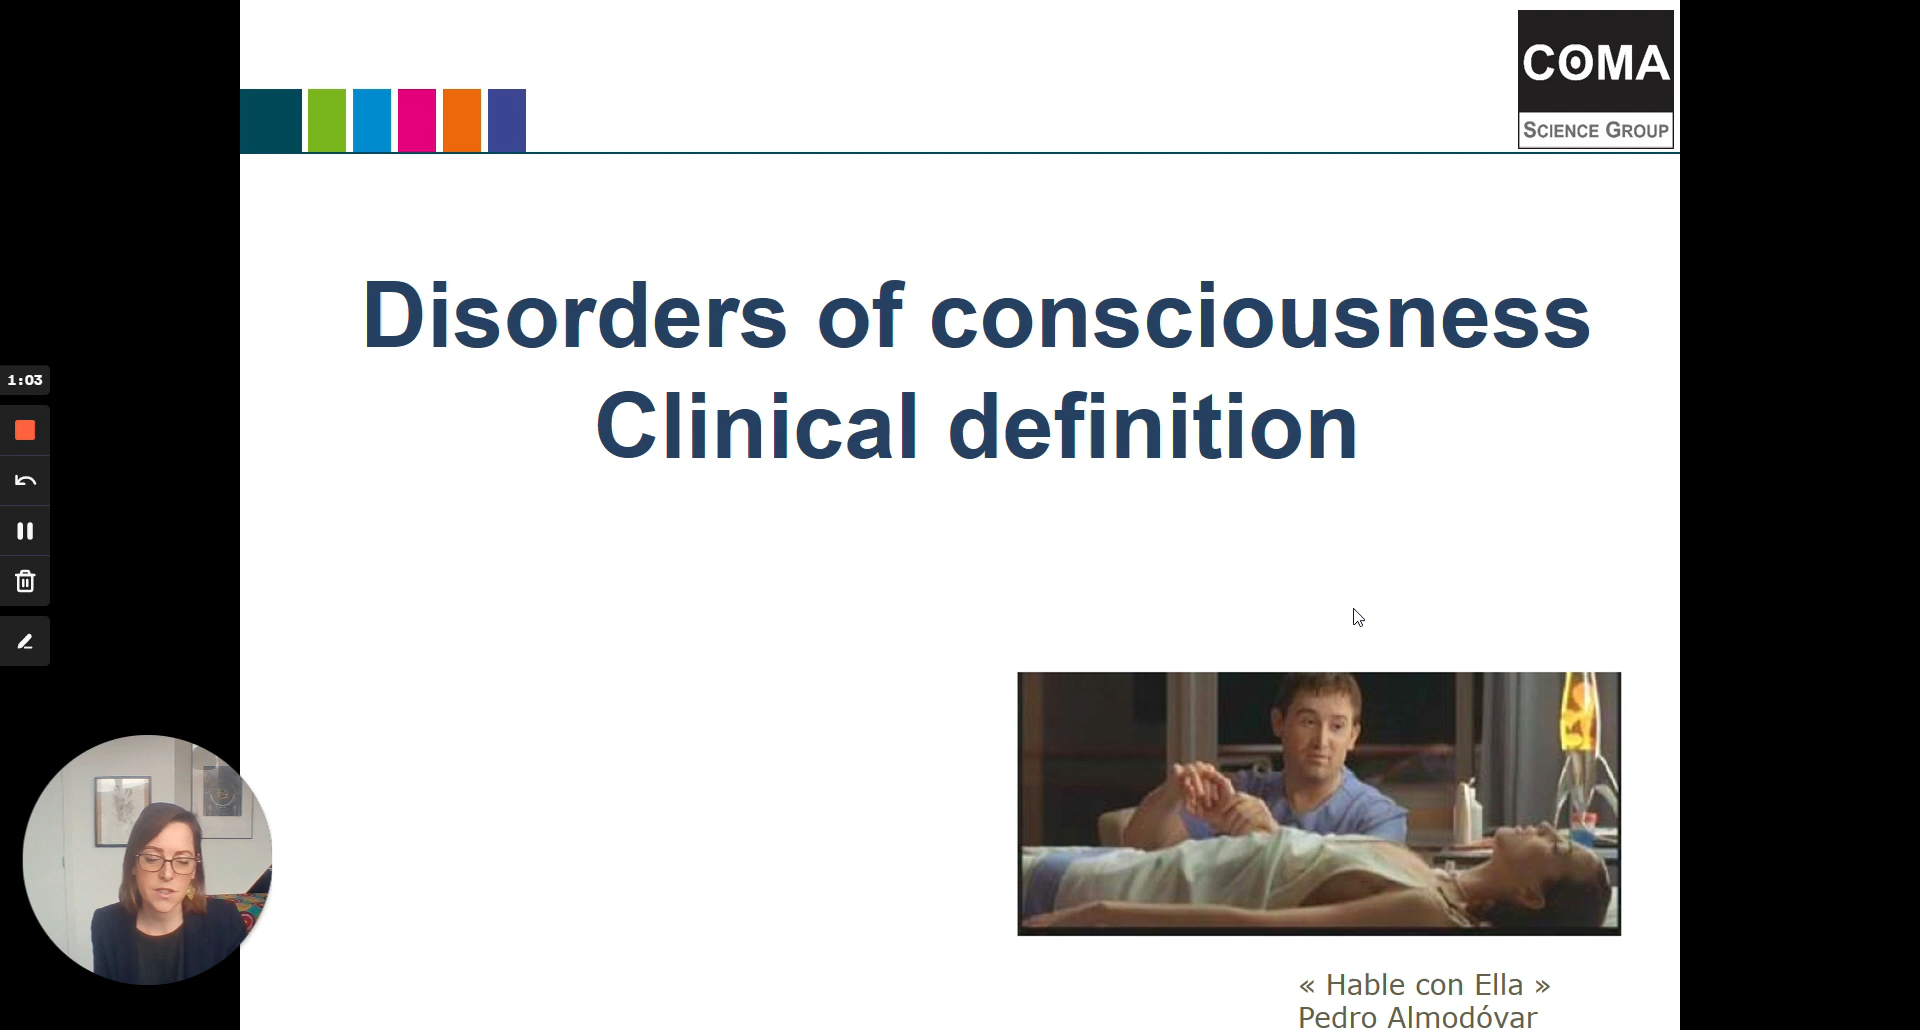 COMA
SCIENCE GROUP
Disorders of consciousness
Clinical definition
1:03
« Hable con Ella »
Pedro Almodóvar